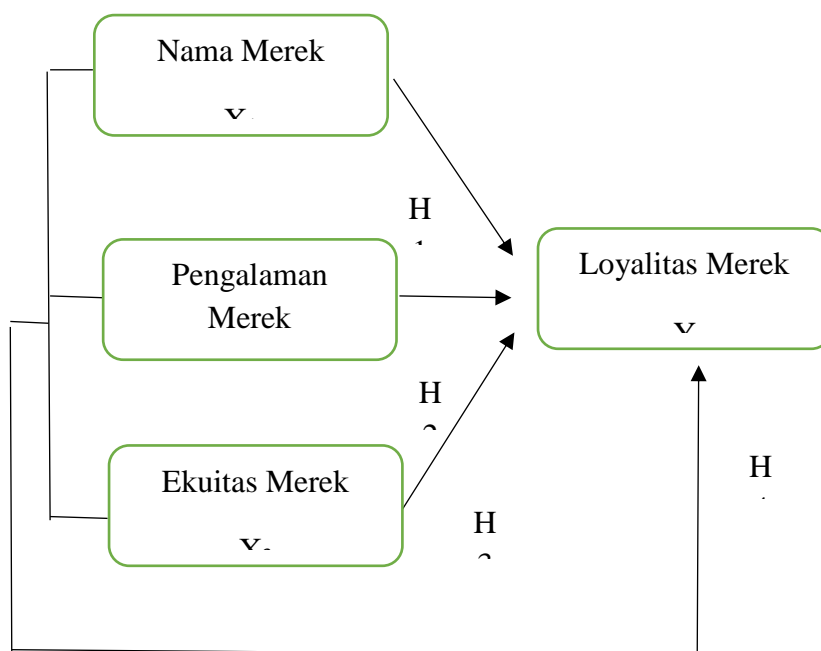 Nama Merek
H
Pengalaman
Merek
Loyalitas Merek
H
Ekuitas Merek
H
H